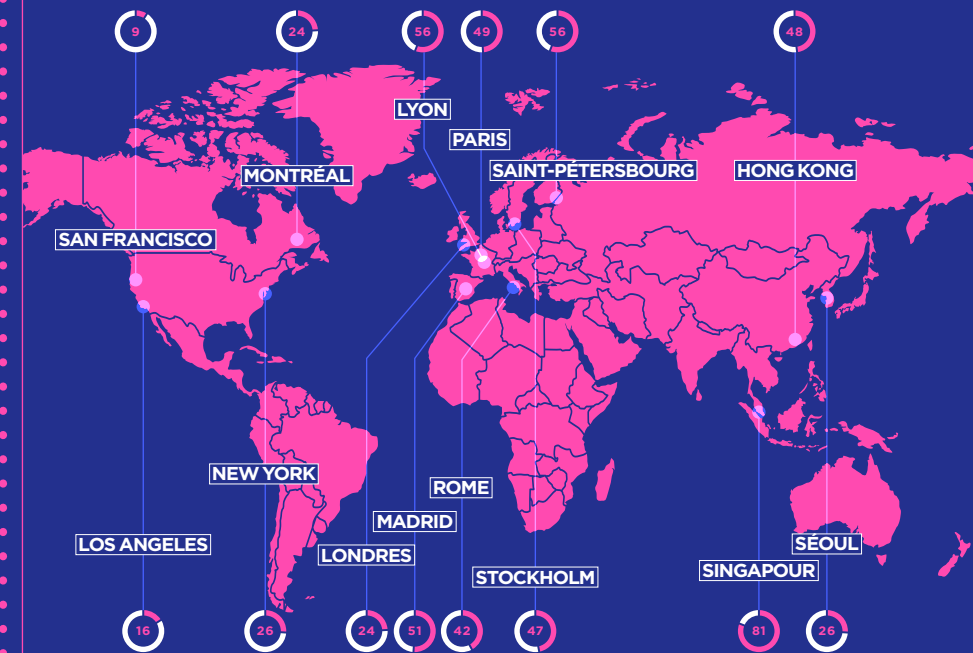 9
24
56
49
56
48
LYON
PARIS
SAINT-PÉTERSBOURG
HONG KONG
MONTRÉAL
SAN FRANCISCO
NEW YORK
ROME
MADRID
LOS ANGELES
LONDRES
SÉOUL
SINGAPOUR
STOCKHOLM
16
26
24
51
42
47
81
26